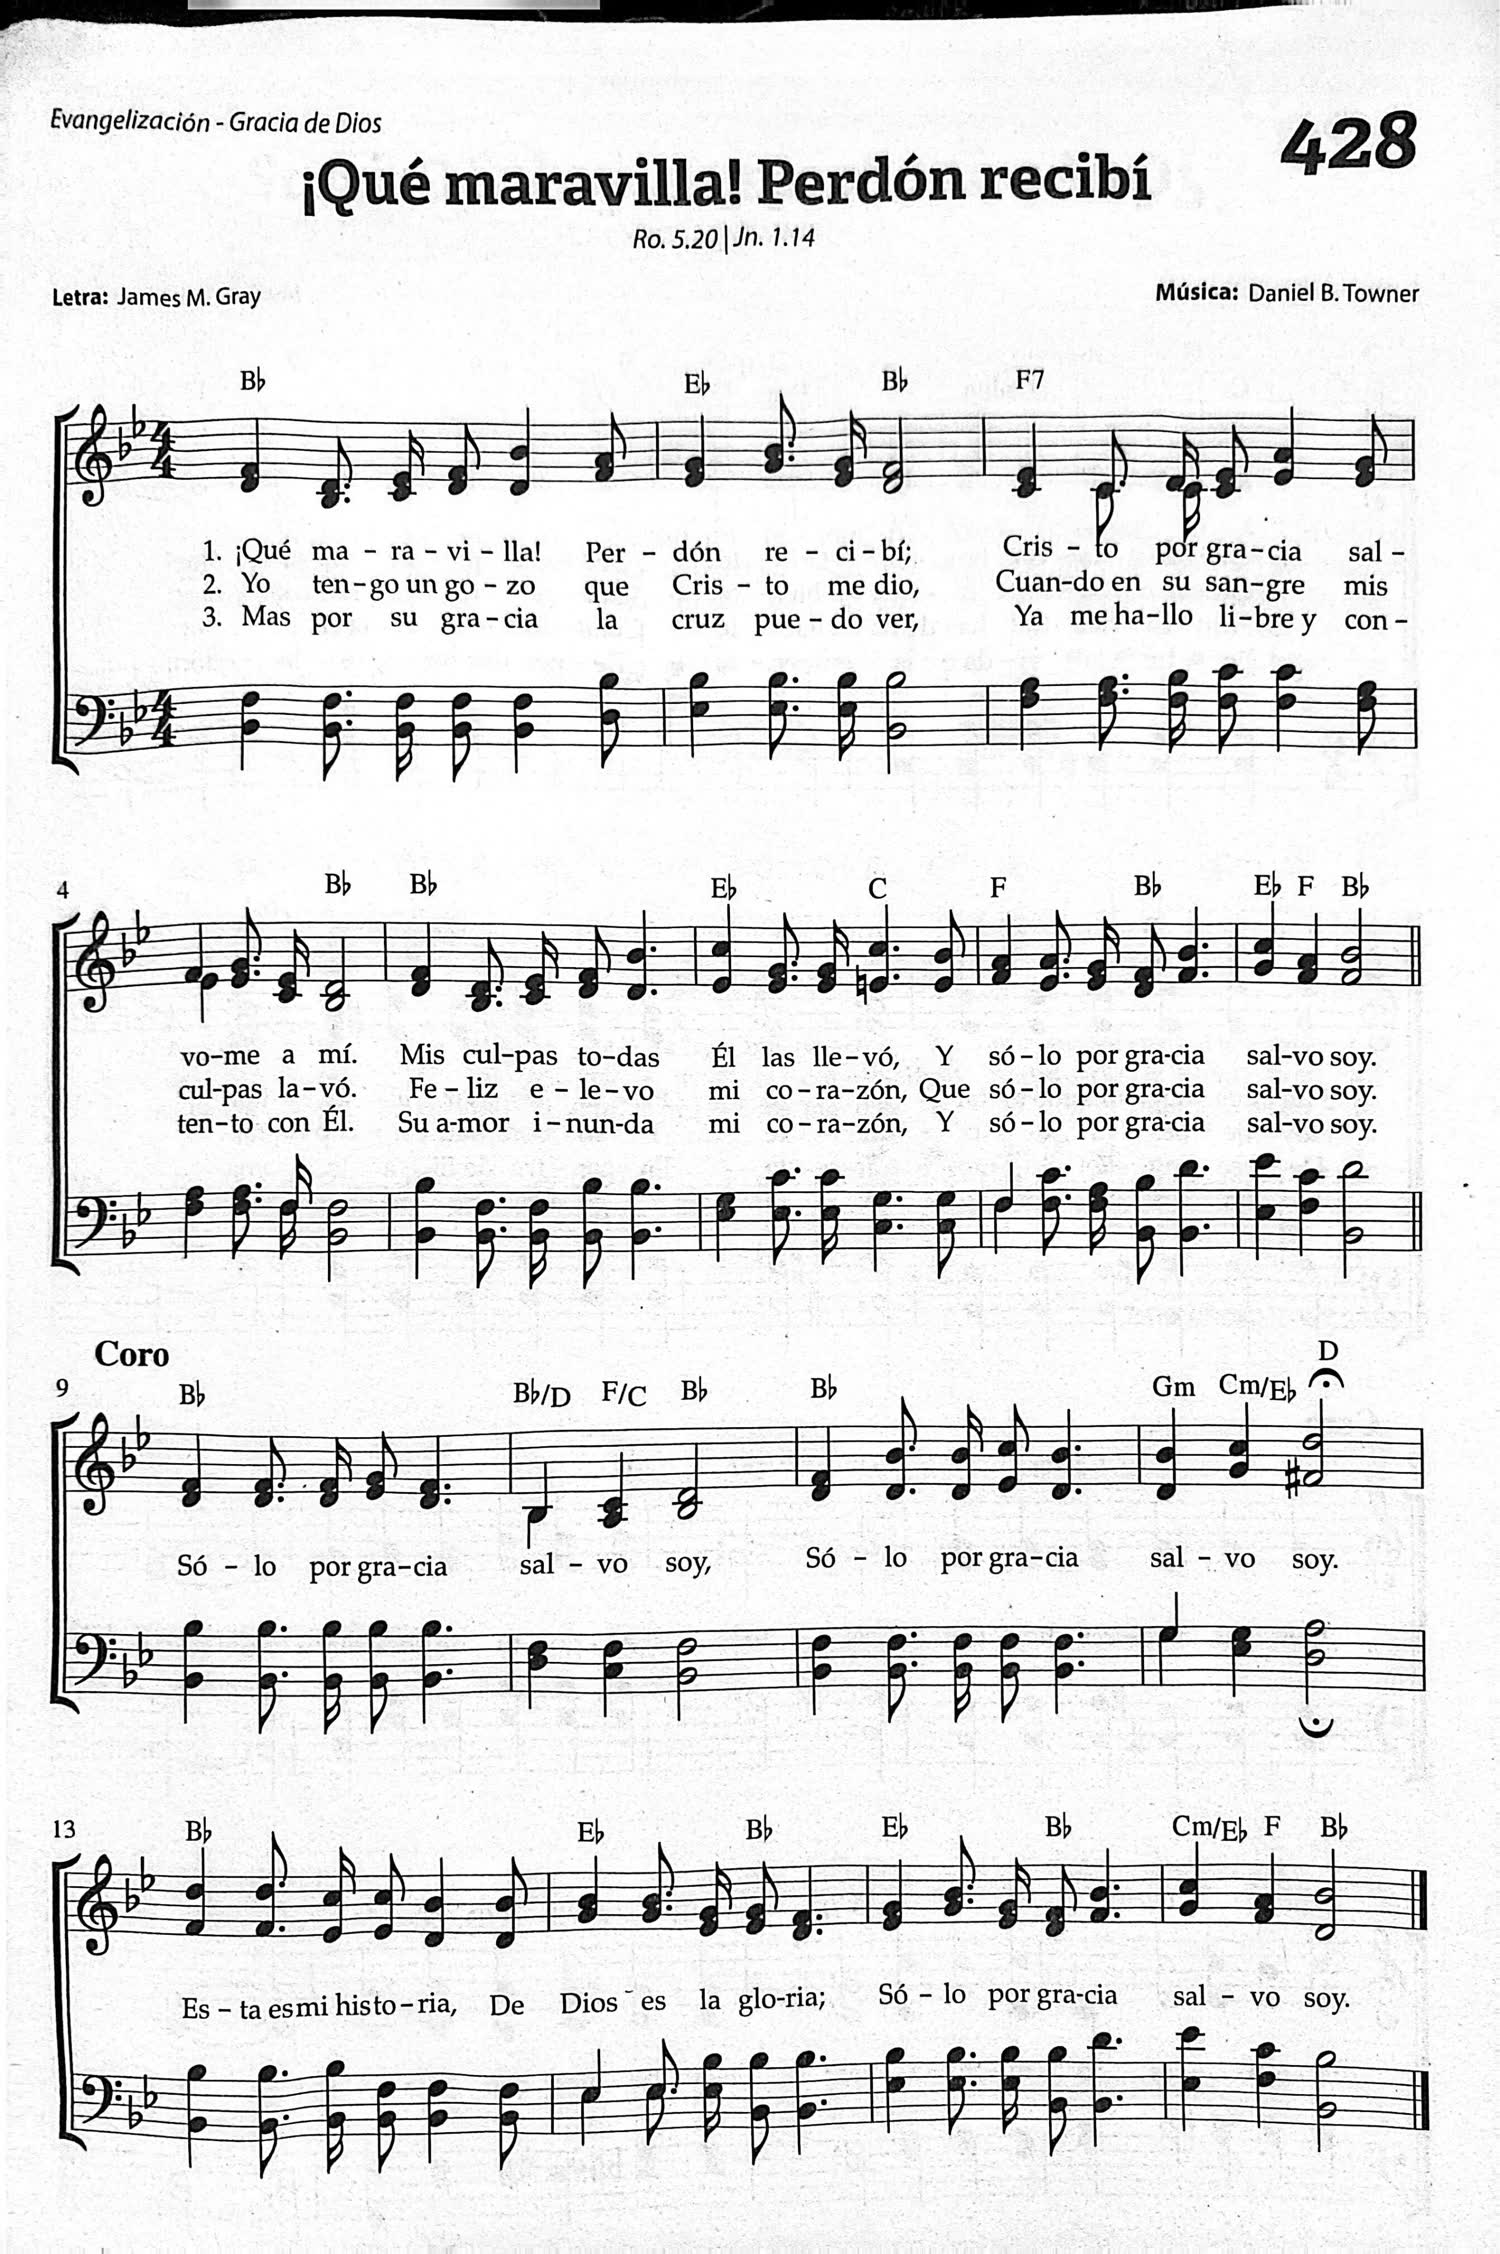 Evangelización - Gracia de Dios
428
¡Qué maravilla! Perdón recibí
Ro. 5.20 | Jn. 1.14
Letra: James M. Gray
Música: Daniel B. Towner
B♭ E♭ B♭ F7
1. ¡Qué ma – ra – vi – lla! Per – dón re – ci – bí; Cris – to por gra – cia sal –
2. Yo ten – go un go – zo que Cris – to me dio, Cuan – do en su san – gre mis
3. Mas por su gra – cia la cruz pue – do ver, Ya me ha – llo li – bre y con –
4 B♭ B♭ E♭ C F B♭ E♭ F B♭
vo – me a mí. Mis cul – pas to – das Él las lle – vó, Y só – lo por gra – cia sal – vo soy.
cul – pas la – vó. Fe – liz e – le – vo mi co – ra – zón, Que só – lo por gra – cia sal – vo soy.
ten – to con Él. Su a-mor i – nun – da mi co – ra – zón, Y só – lo por gra – cia sal – vo soy.
Coro
9 B♭ B♭/D F/C B♭ B♭ Gm Cm/E♭ D
Só – lo por gra – cia sal – vo soy, Só – lo por gra – cia sal – vo soy.
13 B♭ E♭ B♭ E♭ B♭ Cm/E♭ F B♭
Es – ta es mi histo – ria, De Dios es la glo – ria; Só – lo por gra – cia sal – vo soy.